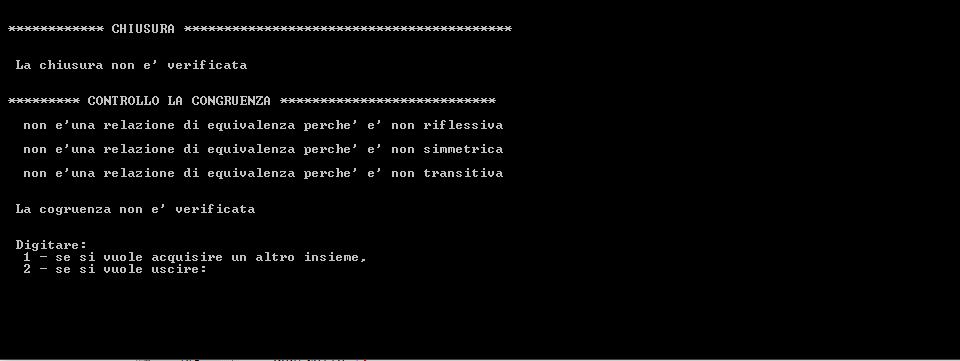 ************ CHIUSURA *****************************************
La chiusura non e' verificata
********* CONTROLLO LA CONGRUENZA ***************************
non e'una relazione di equivalenza perche' e' non riflessiva
non e'una relazione di equivalenza perche' e' non simmetrica
non e'una relazione di equivalenza perche' e' non transitiva
La cogruenza non e' verificata
Digitare:
1 - se si vuole acquisire un altro insieme,
2 - se si vuole uscire: